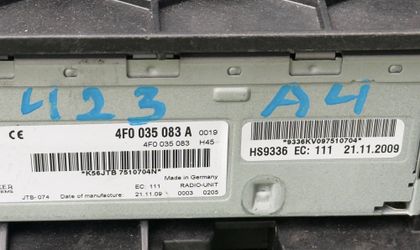 423 A4
CE 4F0 035 083 A 0019
4F0 035 083 H45
*K56JTB 7510704N*
*9336KV097510704*
HS9336 EC: 111 21.11.2009
Made in Germany
EC: 111 RADIO-UNIT
JTB-074 Date of manufacture: 21.11.09 0003 0205